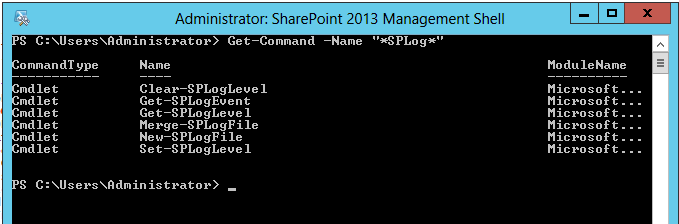 Administrator: SharePoint 2013 Management Shell
PS C:\Users\Administrator> Get-Command -Name "*SPLog*"
CommandType Name ModuleName
----------- ---- ----------
Cmdlet Clear-SPLogLevel Microsoft...
Cmdlet Get-SPLogEvent Microsoft...
Cmdlet Get-SPLogLevel Microsoft...
Cmdlet Merge-SPLogFile Microsoft...
Cmdlet New-SPLogFile Microsoft...
Cmdlet Set-SPLogLevel Microsoft...
PS C:\Users\Administrator> _